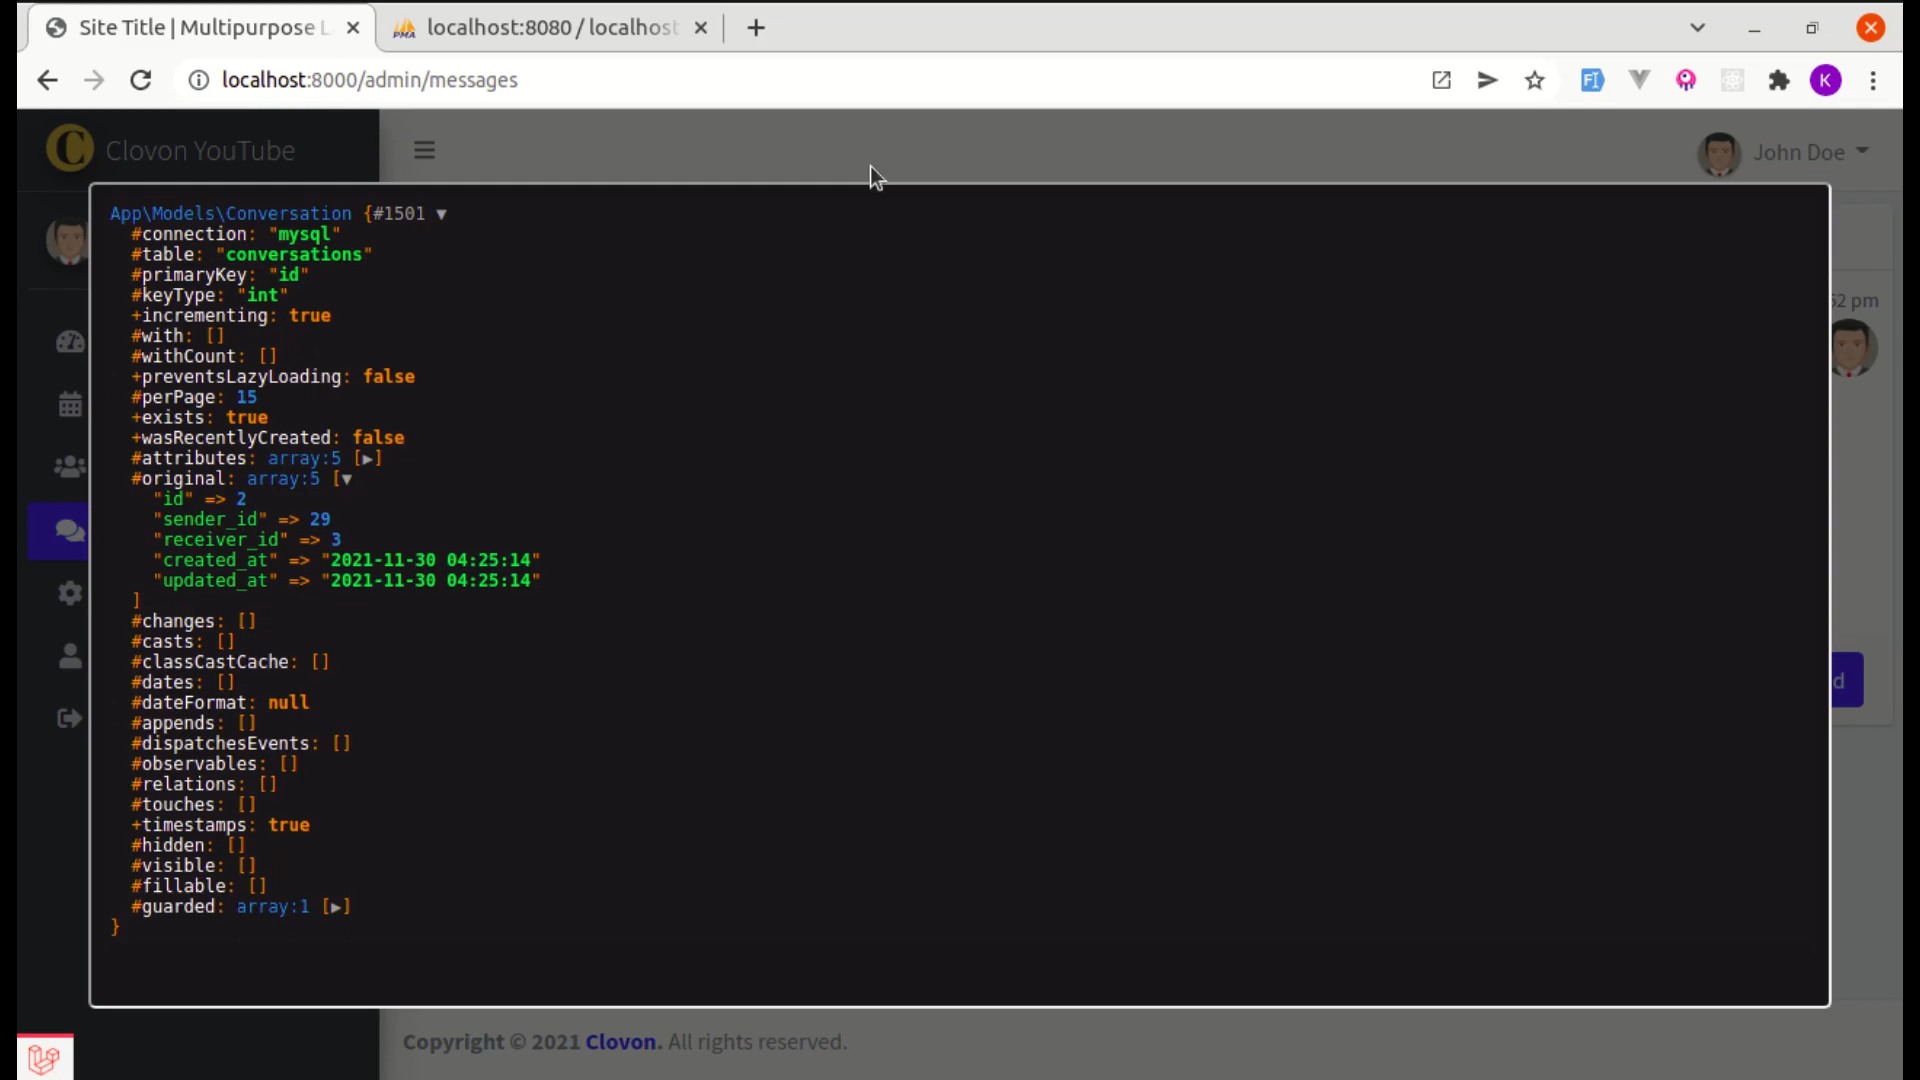 Site Title | Multipurpose L
localhost:8080 / localhost
localhost:8000/admin/messages
K
Clovon YouTube
John Doe
App\Models\Conversation {#1501 ▼
#connection: "mysql"
#table: "conversations"
#primaryKey: "id"
#keyType: "int"
+incrementing: true
#with: []
#withCount: []
+preventsLazyLoading: false
#perPage: 15
+exists: true
+wasRecentlyCreated: false
#attributes: array:5 [▶]
#original: array:5 [▼
"id" => 2
"sender_id" => 29
"receiver_id" => 3
"created_at" => "2021-11-30 04:25:14"
"updated_at" => "2021-11-30 04:25:14"
]
#changes: []
#casts: []
#classCastCache: []
#dates: []
#dateFormat: null
#appends: []
#dispatchesEvents: []
#observables: []
#relations: []
#touches: []
+timestamps: true
#hidden: []
#visible: []
#fillable: []
#guarded: array:1 [▶]
}
52 pm
d
Copyright © 2021 Clovon. All rights reserved.